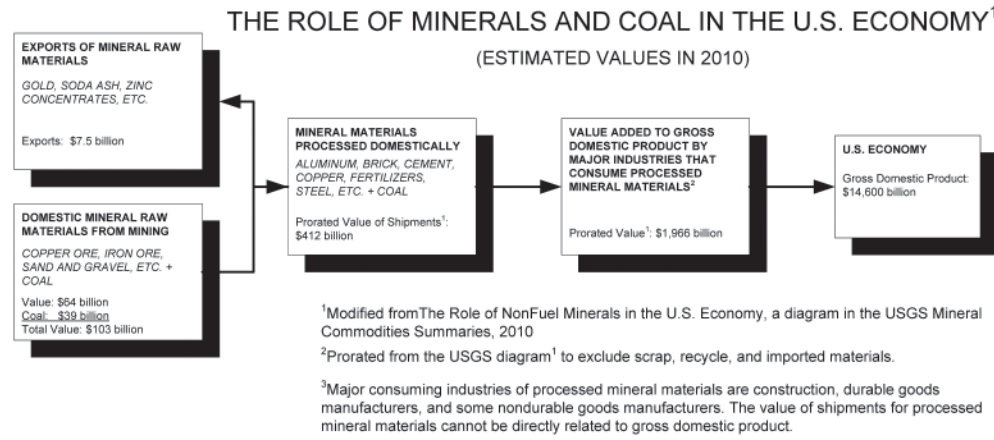 THE ROLE OF MINERALS AND COAL IN THE U.S. ECONOMY¹
(ESTIMATED VALUES IN 2010)
EXPORTS OF MINERAL RAW
MATERIALS
GOLD, SODA ASH, ZINC
CONCENTRATES, ETC.
Exports: $7.5 billion
DOMESTIC MINERAL RAW
MATERIALS FROM MINING
COPPER ORE, IRON ORE,
SAND AND GRAVEL, ETC. +
COAL
Value: $64 billion
Coal: $39 billion
Total Value: $103 billion
MINERAL MATERIALS
PROCESSED DOMESTICALLY
ALUMINUM, BRICK, CEMENT,
COPPER, FERTILIZERS,
STEEL, ETC. + COAL
Prorated Value of Shipments¹:
$412 billion
VALUE ADDED TO GROSS
DOMESTIC PRODUCT BY
MAJOR INDUSTRIES THAT
CONSUME PROCESSED
MINERAL MATERIALS²
Prorated Value¹: $1,966 billion
U.S. ECONOMY
Gross Domestic Product:
$14,600 billion
¹Modified fromThe Role of NonFuel Minerals in the U.S. Economy, a diagram in the USGS Mineral
Commodities Summaries, 2010
²Prorated from the USGS diagram¹ to exclude scrap, recycle, and imported materials.
³Major consuming industries of processed mineral materials are construction, durable goods
manufacturers, and some nondurable goods manufacturers. The value of shipments for processed
mineral materials cannot be directly related to gross domestic product.